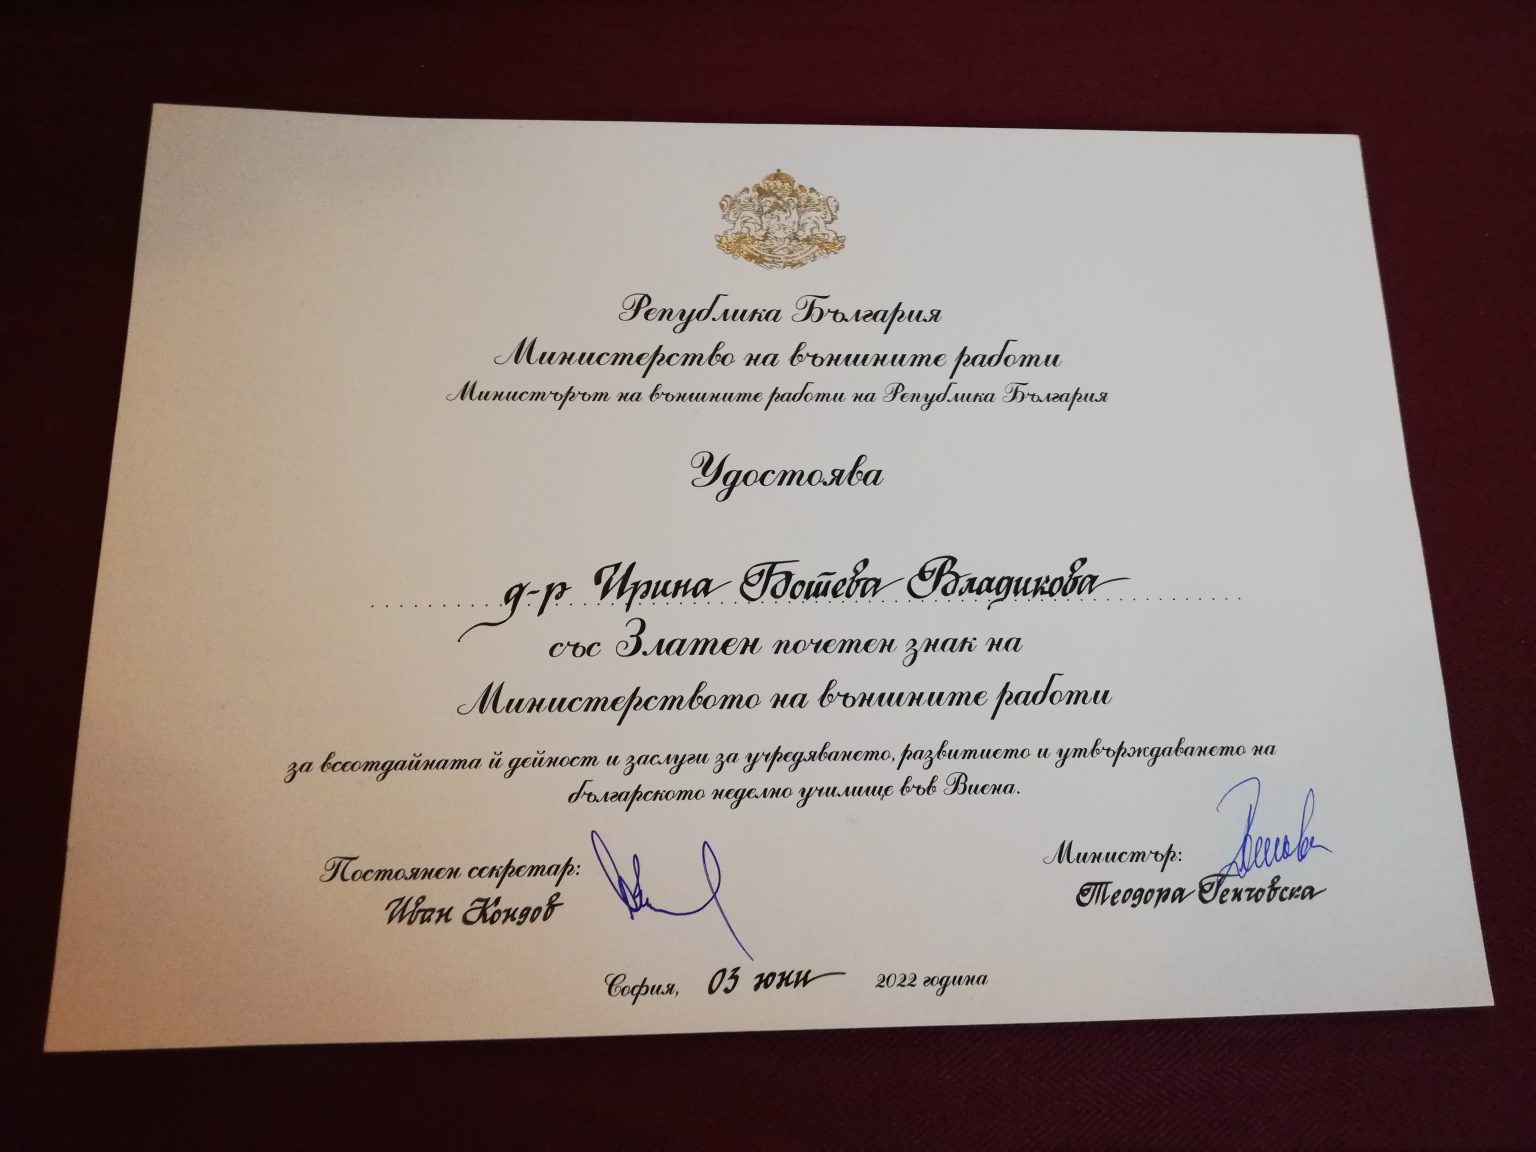 Република България
Министерство на външните работи
Министърът на външните работи на Република България
Удостоява
д-р Ирина Ботева Владикова
със Златен почетен знак на
Министерството на външните работи
за всеотдайната й дейност и заслуги за учредяването, развитието и утвърждаването на
българското неделно училище във Виена.
Постоянен секретар:
Иван Кондов
Министър:
Теодора Генчовска
София, 03 юни 2022 година